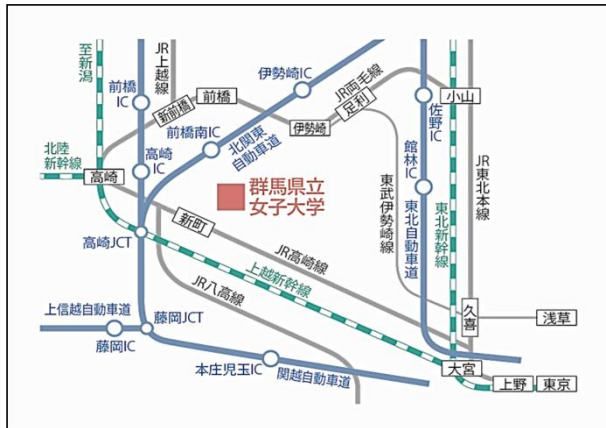 至新潟
JR上越線
前橋
IC
新前橋
前橋
伊勢崎IC
JR両毛線
足利
佐野IC
小山
前橋南IC
北関東
自動車道
伊勢崎
北陸
新幹線
高崎
高崎
IC
館林IC
東武伊勢崎線
東北自動車道
東北新幹線
JR東北本線
群馬県立
女子大学
新町
高崎JCT
JR高崎線
上越新幹線
JR八高線
上信越自動車道
藤岡JCT
藤岡IC
本庄児玉IC
関越自動車道
久喜
浅草
大宮
上野
東京